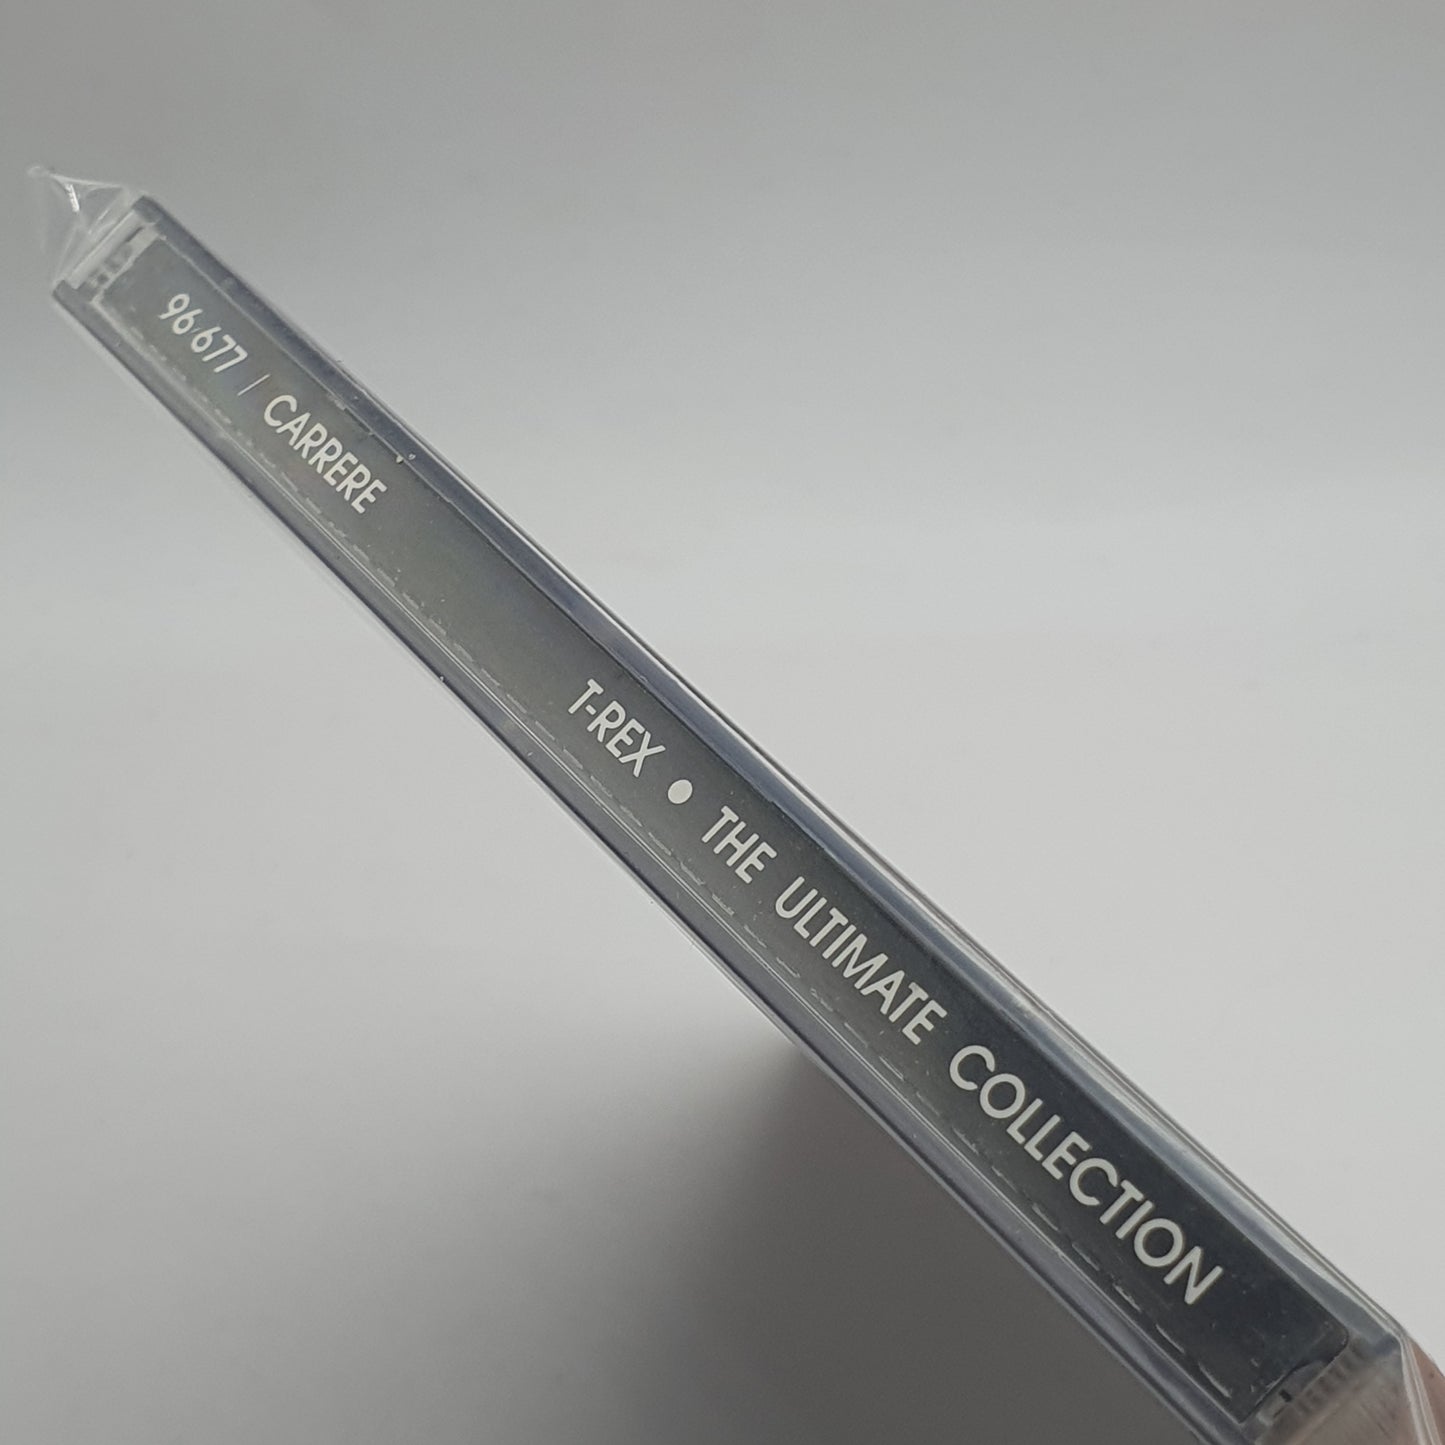 96·677 / CARRERE T-REX ● THE ULTIMATE COLLECTION